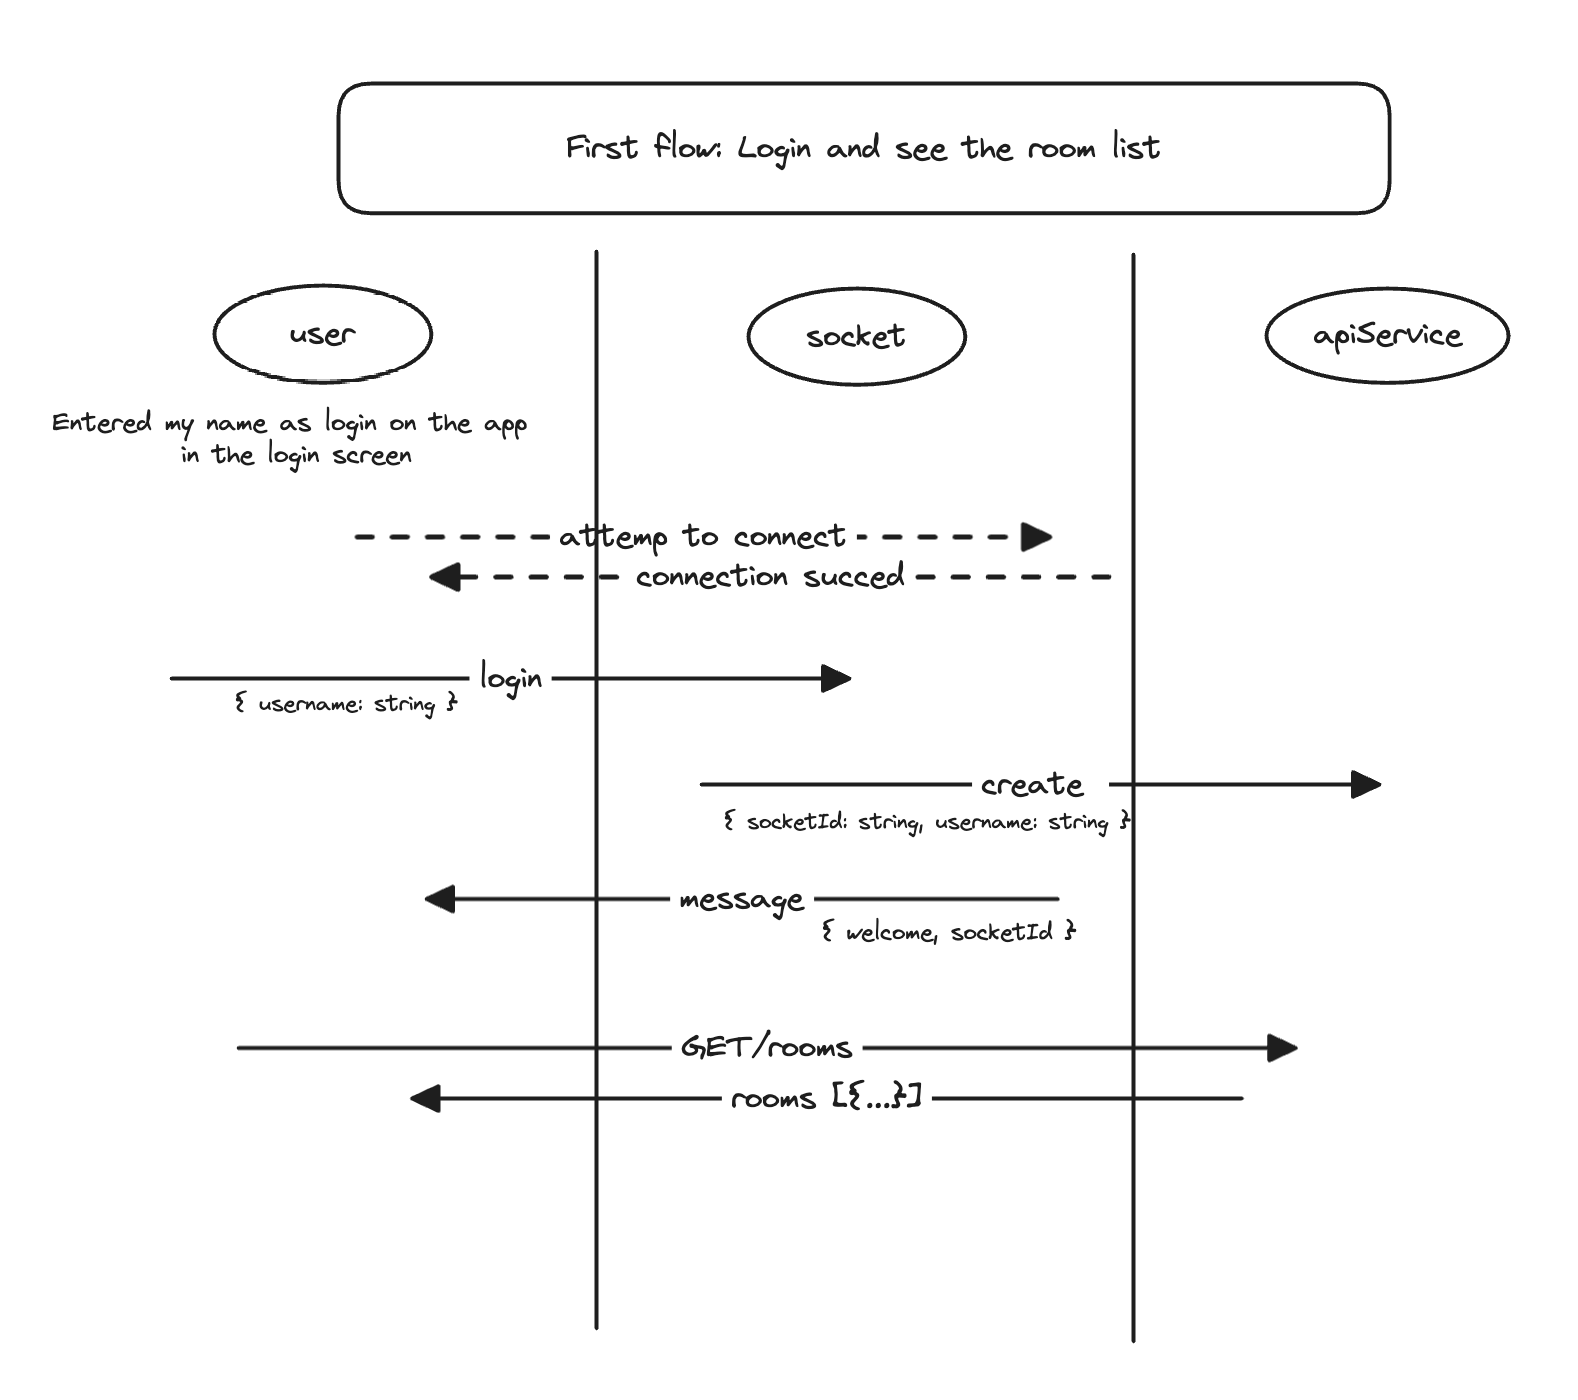 First flow: Login and see the room list
user
socket
apiService
Entered my name as login on the app
in the login screen
attemp to connect
connection succed
login
{ username: string }
create
{ socketId: string, username: string }
message
{ welcome, socketId }
GET/rooms
rooms [{...}]